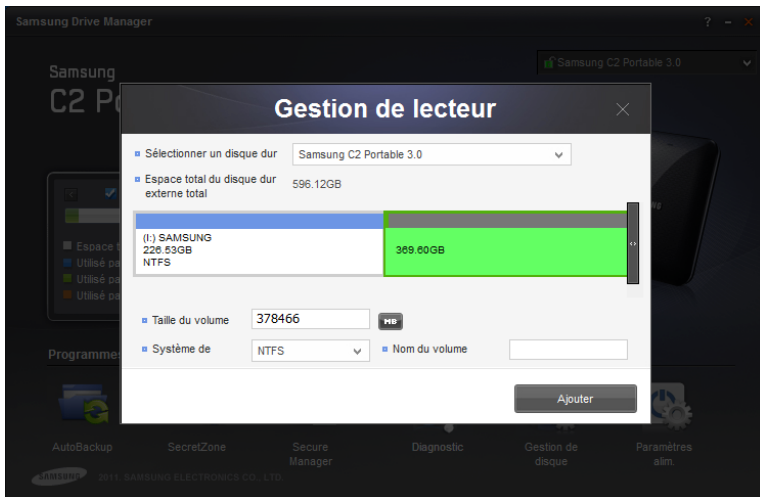 Samsung Drive Manager
? – ×
Samsung C2 Portable 3.0
Samsung
C2 P
Gestion de lecteur
Sélectionner un disque dur
Samsung C2 Portable 3.0
Espace total du disque dur
externe total
596.12GB
(I:) SAMSUNG
226.53GB
NTFS
369.60GB
Espace t
Utilisé pa
Utilisé pa
Utilisé pa
Taille du volume
378466
MB
Système de
NTFS
Nom du volume
Programme
Ajouter
AutoBackup
SecretZone
Secure
Manager
Diagnostic
Gestion de
disque
Paramètres
alim.
SAMSUNG
2011 SAMSUNG ELECTRONICS CO., LTD.